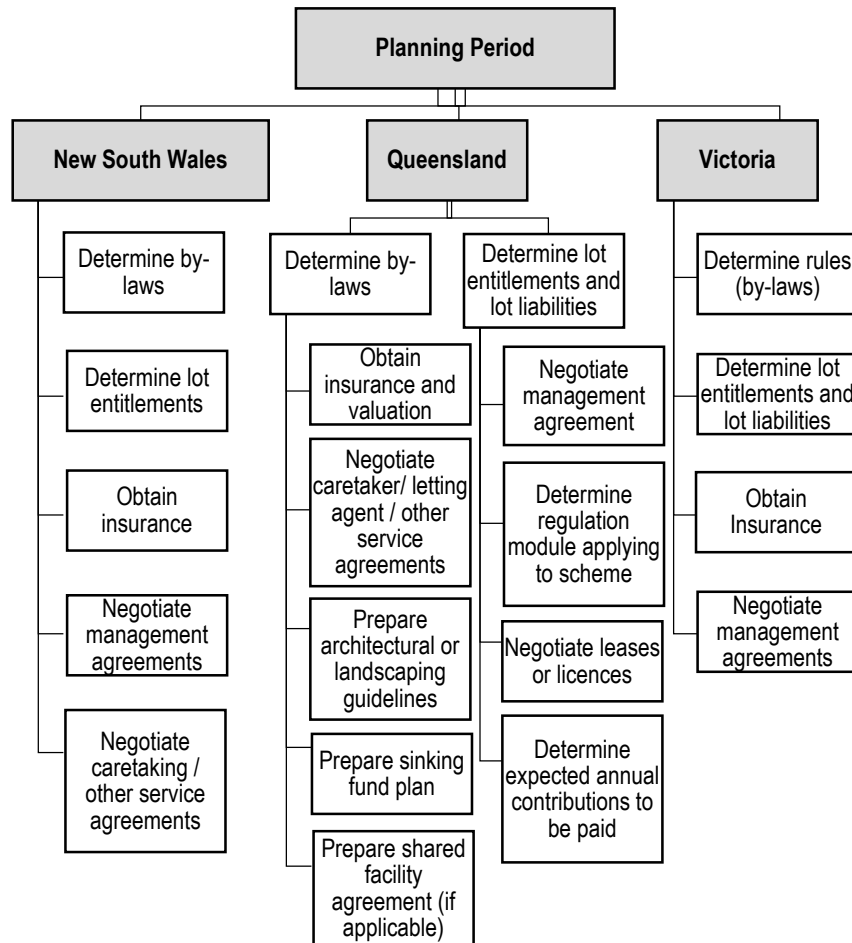 Planning Period
New South Wales
Queensland
Victoria
Determine by-
laws
Determine lot
entitlements
Obtain
insurance
Negotiate
management
agreements
Negotiate
caretaking /
other service
agreements
Determine by-
laws
Obtain
insurance and
valuation
Negotiate
caretaker/ letting
agent / other
service
agreements
Prepare
architectural or
landscaping
guidelines
Prepare sinking
fund plan
Prepare shared
facility
agreement (if
applicable)
Determine lot
entitlements and
lot liabilities
Negotiate
management
agreement
Determine
regulation
module applying
to scheme
Negotiate leases
or licences
Determine
expected annual
contributions to
be paid
Determine rules
(by-laws)
Determine lot
entitlements and
lot liabilities
Obtain
Insurance
Negotiate
management
agreements